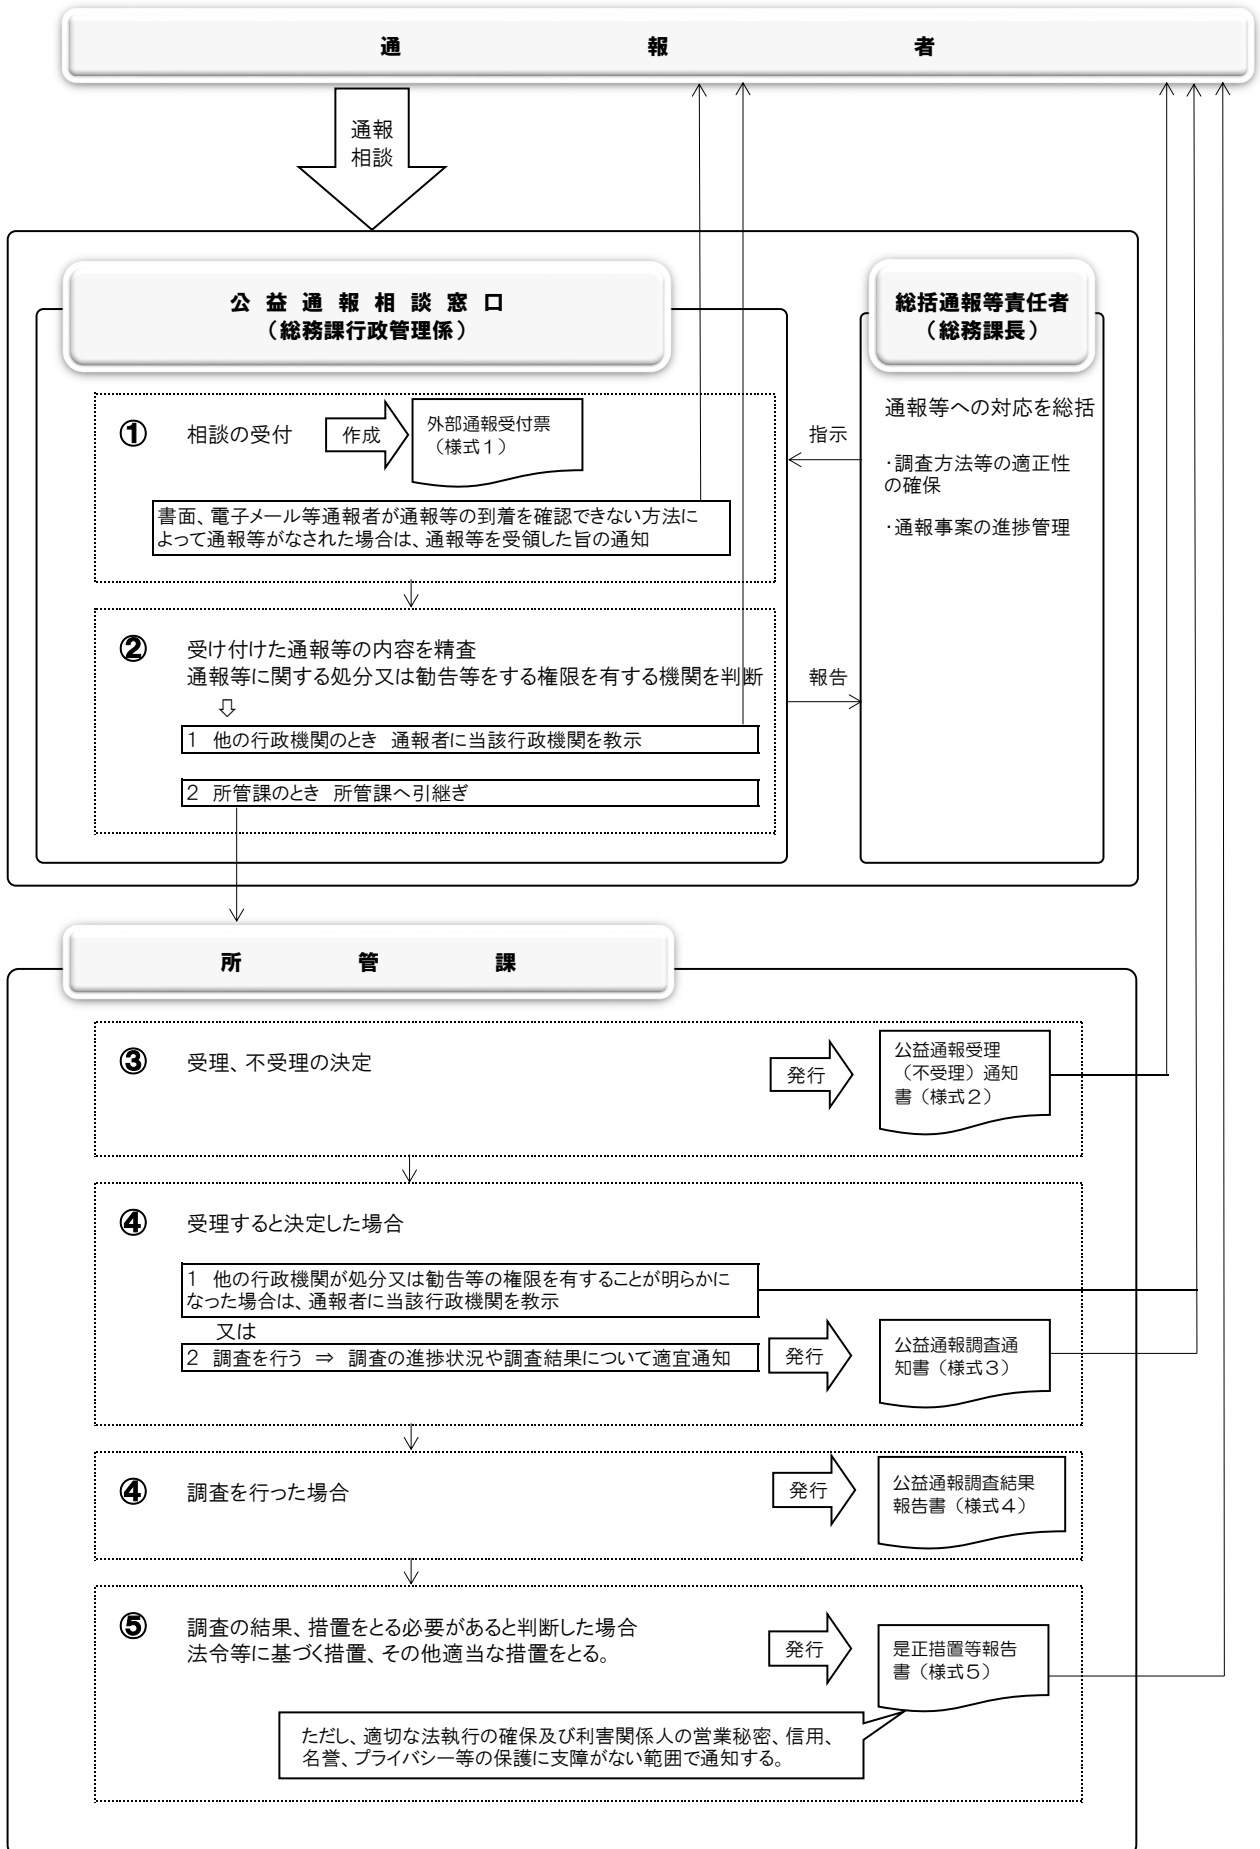 通報者
通報
相談
公益通報相談窓口
（総務課行政管理係）
総括通報等責任者
（総務課長）
① 相談の受付
作成
外部通報受付票
（様式１）
書面、電子メール等通報者が通報等の到着を確認できない方法に
よって通報等がなされた場合は、通報等を受領した旨の通知
指示
通報等への対応を総括
・調査方法等の適正性
の確保
・通報事案の進捗管理
② 受け付けた通報等の内容を精査
通報等に関する処分又は勧告等をする権限を有する機関を判断
⇩
1 他の行政機関のとき 通報者に当該行政機関を教示
2 所管課のとき 所管課へ引継ぎ
報告
所管課
③ 受理、不受理の決定
発行
公益通報受理
（不受理）通知
書（様式２）
④ 受理すると決定した場合
1 他の行政機関が処分又は勧告等の権限を有することが明らかに
なった場合は、通報者に当該行政機関を教示
又は
2 調査を行う ⇒ 調査の進捗状況や調査結果について適宜通知
発行
公益通報調査通
知書（様式３）
④ 調査を行った場合
発行
公益通報調査結果
報告書（様式４）
⑤ 調査の結果、措置をとる必要があると判断した場合
法令等に基づく措置、その他適当な措置をとる。
発行
是正措置等報告
書（様式５）
ただし、適切な法執行の確保及び利害関係人の営業秘密、信用、
名誉、プライバシー等の保護に支障がない範囲で通知する。